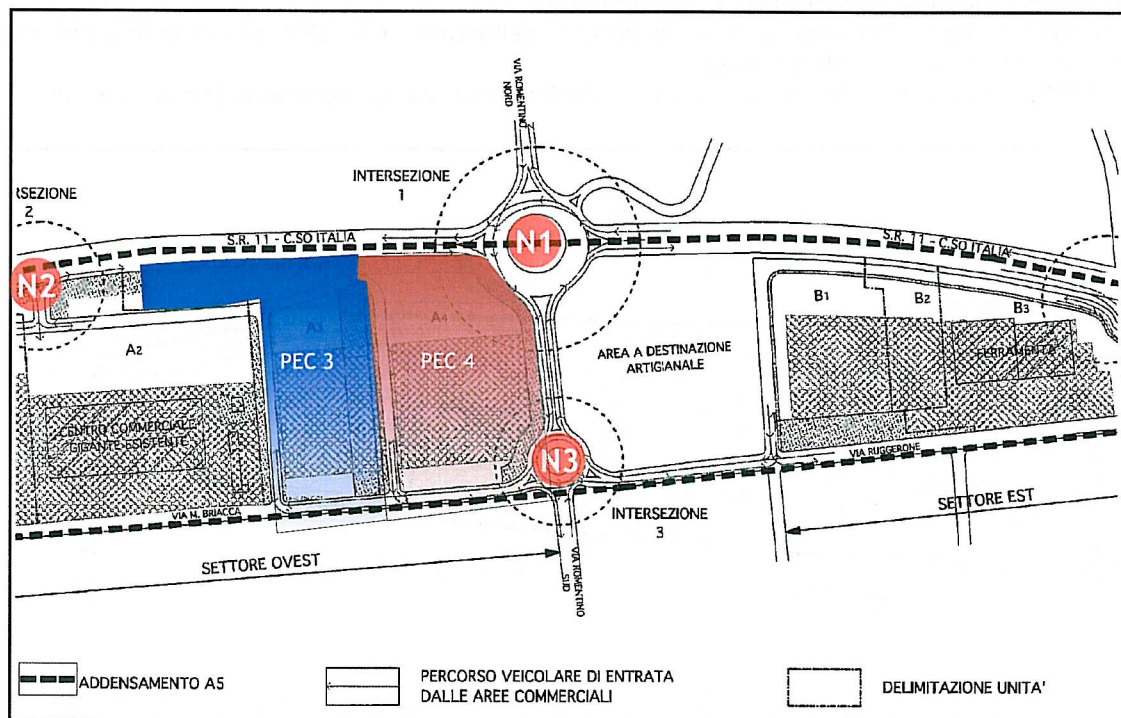 VIA ROMENTINO
NORD
INTERSEZIONE
1
RSEZIONE
2
S.R. 11 - C.SO ITALIA
N1
S.R. 11 - C.SO ITALIA
N2
A2
A3
PEC 3
A4
PEC 4
AREA A DESTINAZIONE
ARTIGIANALE
B1
B2
B3
FERRAMENTA
CENTRO COMMERCIALE
GIGANTE ESISTENTE
N3
VIA RUGGERONE
VIA N. BRIACCA
INTERSEZIONE
3
SETTORE EST
SETTORE OVEST
VIA ROMENTINO
SUD
ADDENSAMENTO A5
PERCORSO VEICOLARE DI ENTRATA
DALLE AREE COMMERCIALI
DELIMITAZIONE UNITA'